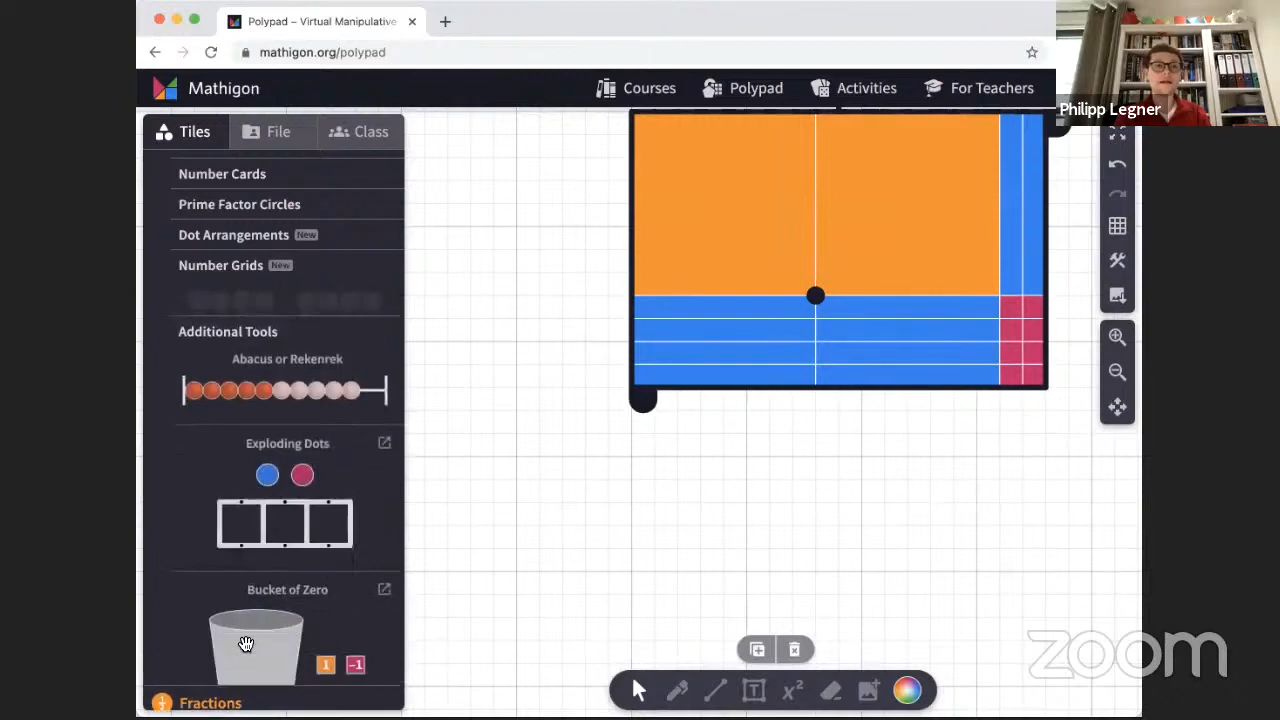 Polypad – Virtual Manipulative
mathigon.org/polypad
Mathigon
Courses
Polypad
Activities
For Teachers
Philipp Legner
Tiles
File
Class
Number Cards
Prime Factor Circles
Dot Arrangements New
Number Grids New
Additional Tools
Abacus or Rekenrek
Exploding Dots
Bucket of Zero
1
−1
Fractions
T
x²
zoom